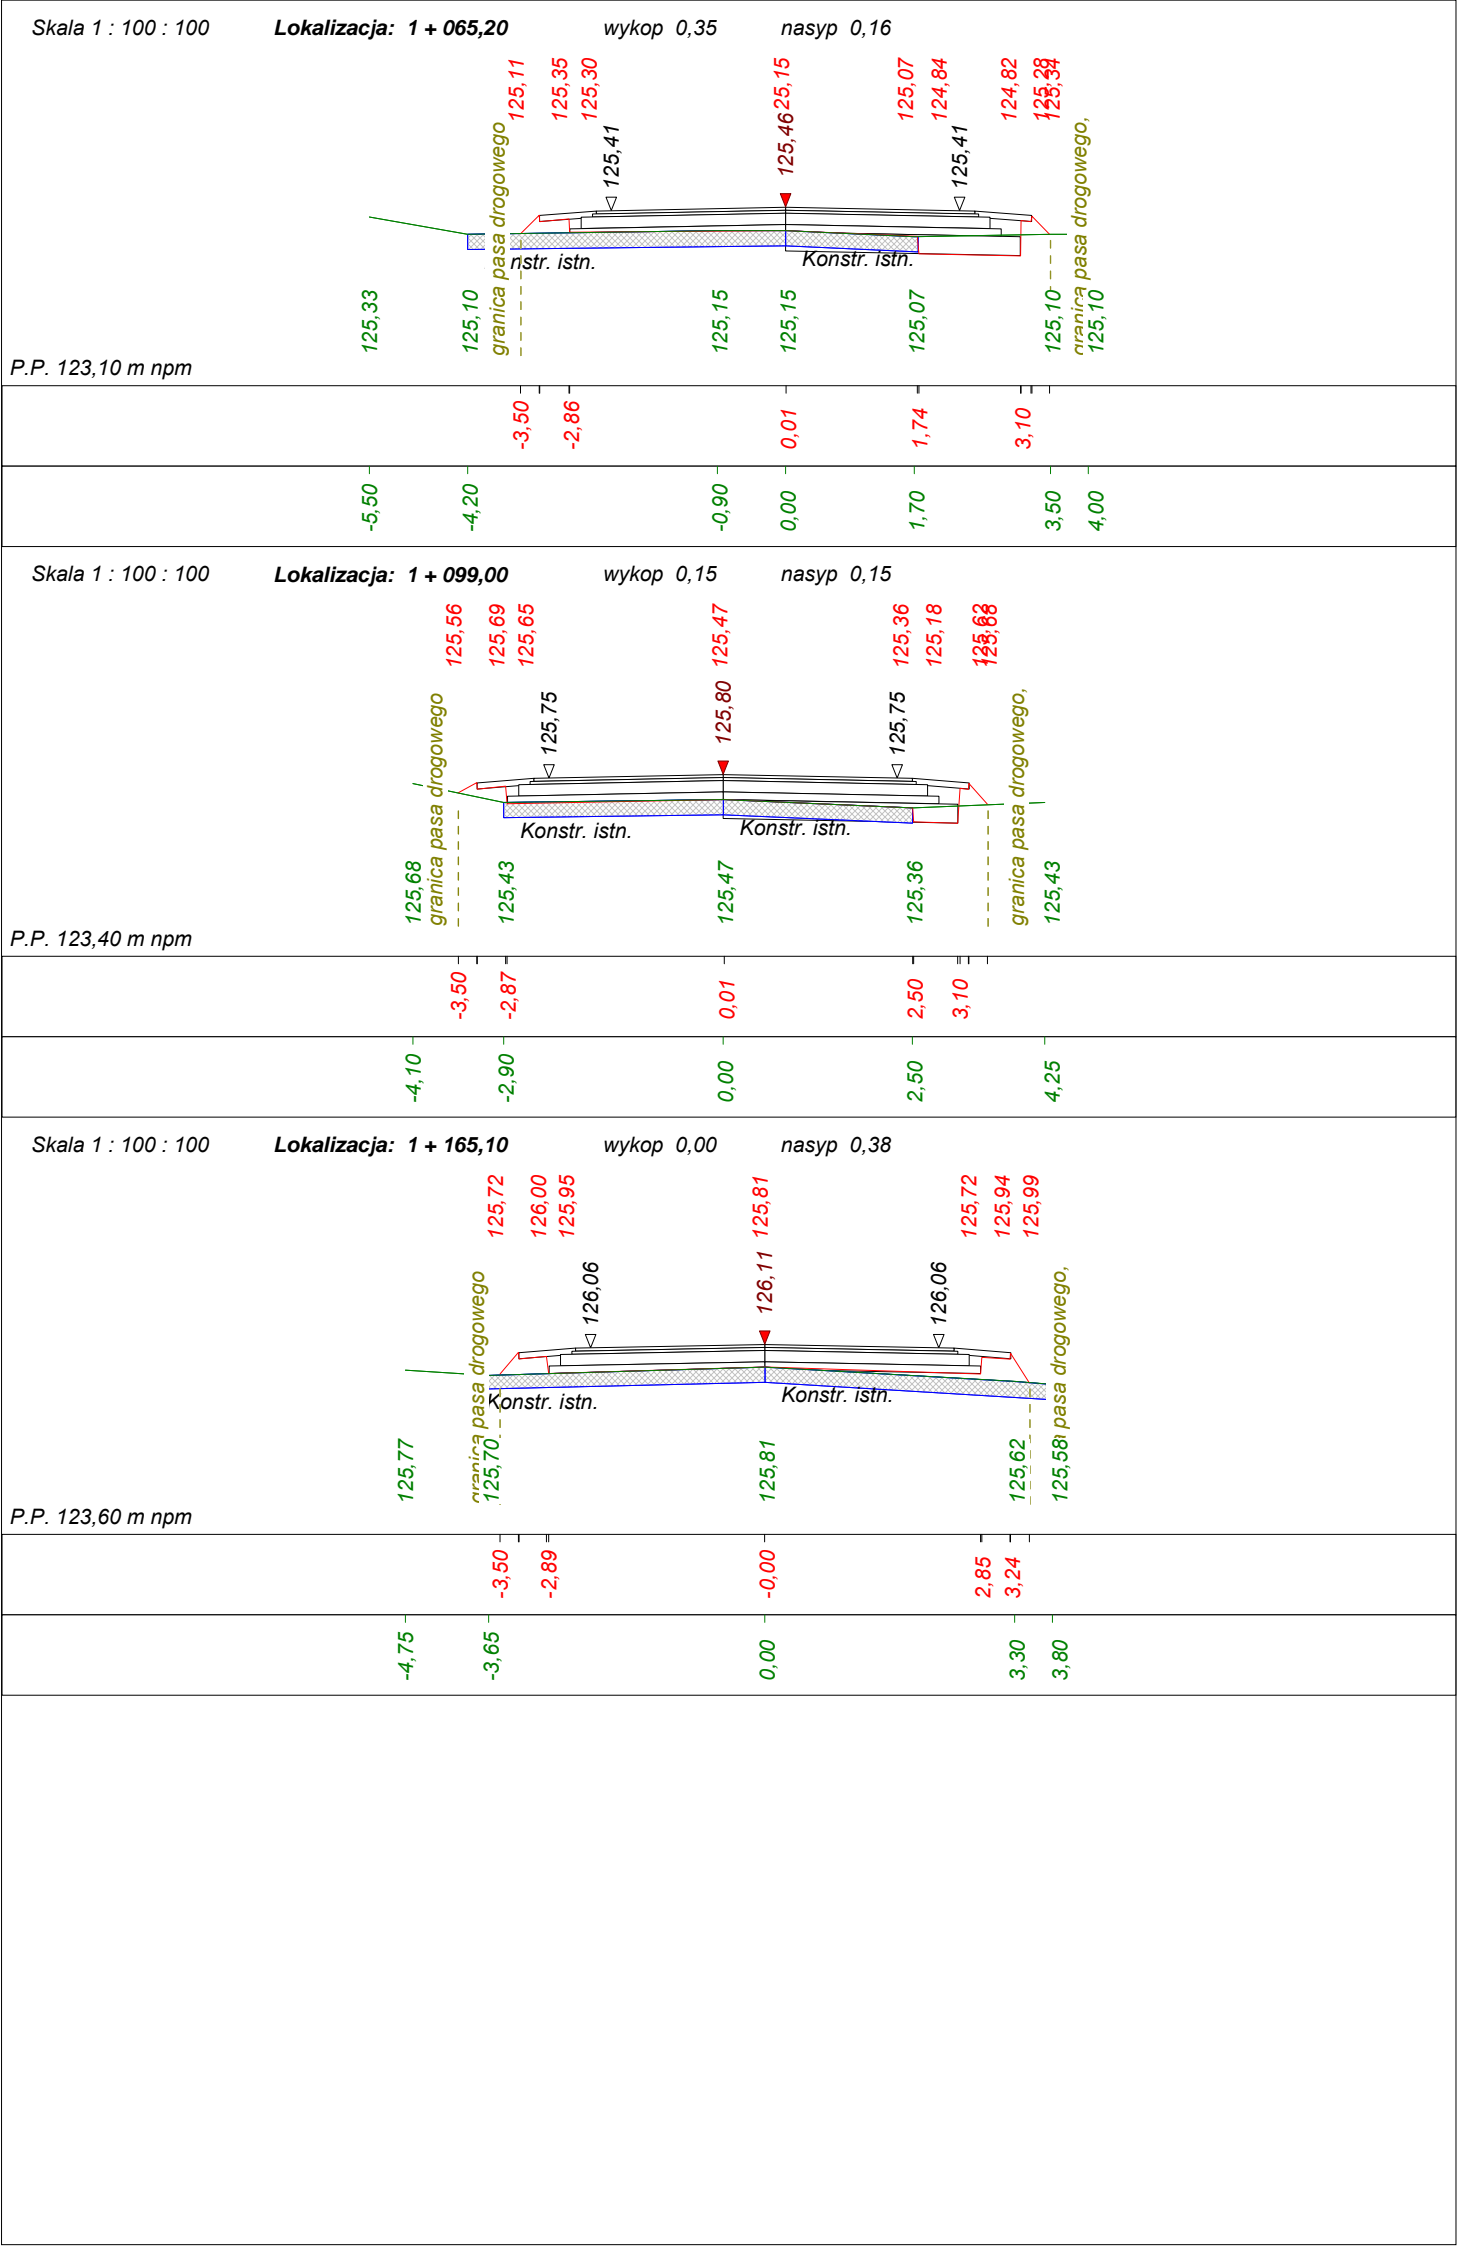 Skala 1 : 100 : 100 Lokalizacja: 1 + 065,20 wykop 0,35 nasyp 0,16
125,11 125,35 125,30 125,15 125,07 124,84 124,82 125,28 125,34
granica pasa drogowego 125,41 125,46 125,41 granica pasa drogowego,
nstr. istn. Konstr. istn.
125,33 125,10 125,15 125,15 125,07 125,10 125,10
P.P. 123,10 m npm
-3,50 -2,86 0,01 1,74 3,10
-5,50 -4,20 -0,90 0,00 1,70 3,50 4,00
Skala 1 : 100 : 100 Lokalizacja: 1 + 099,00 wykop 0,15 nasyp 0,15
125,56 125,69 125,65 125,47 125,36 125,18 125,62 125,68
granica pasa drogowego 125,75 125,80 125,75 granica pasa drogowego,
Konstr. istn. Konstr. istn.
125,68 125,43 125,47 125,36 125,43
P.P. 123,40 m npm
-3,50 -2,87 0,01 2,50 3,10
-4,10 -2,90 0,00 2,50 4,25
Skala 1 : 100 : 100 Lokalizacja: 1 + 165,10 wykop 0,00 nasyp 0,38
125,72 126,00 125,95 125,81 125,72 125,94 125,99
granica pasa drogowego 126,06 126,11 126,06 pasa drogowego,
Konstr. istn. Konstr. istn.
125,77 125,70 125,81 125,62 125,58
P.P. 123,60 m npm
-3,50 -2,89 -0,00 2,85 3,24
-4,75 -3,65 0,00 3,30 3,80